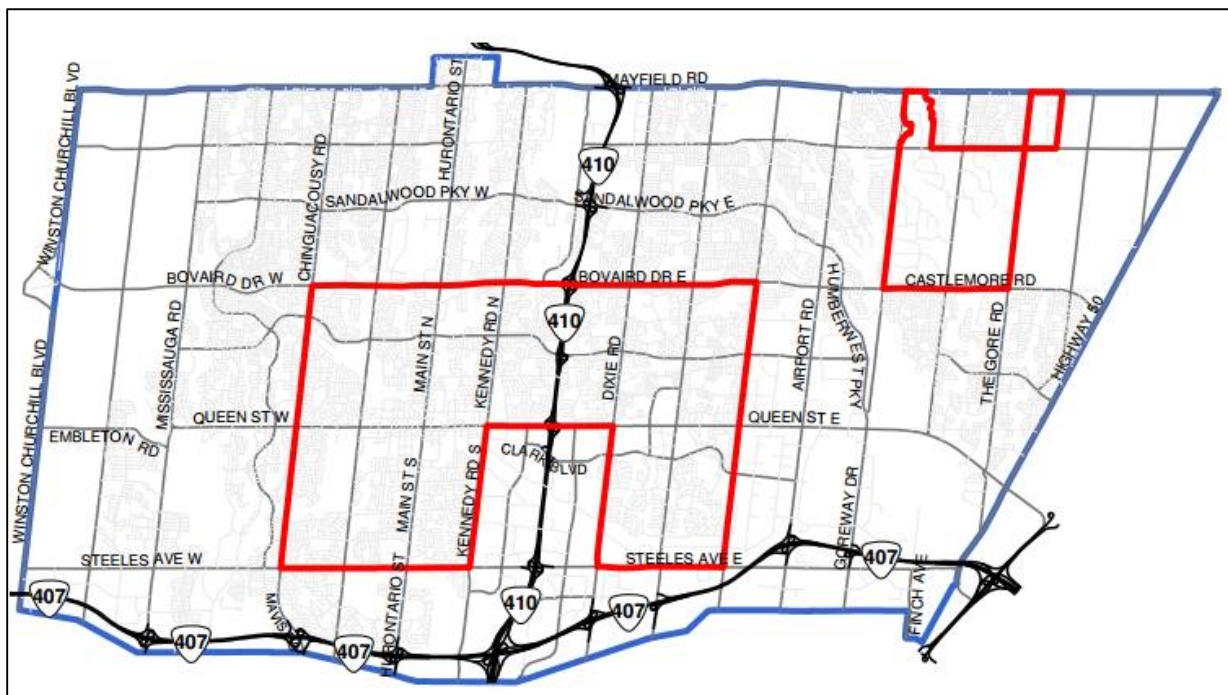 MAYFIELD RD
WINSTON CHURCHILL BLVD
HURONTARIO ST
CHINGUACOUSY RD
410
SANDALWOOD PKY W
SANDALWOOD PKY E
BOVAIRD DR W
BOVAIRD DR E
CASTLEMORE RD
HUMBERWEST PKY
HIGHWAY 50
410
MISSISSAUGA RD
MAIN ST N
KENNEDY RD N
DIXIE RD
AIRPORT RD
THE GORE RD
WINSTON CHURCHILL BLVD
QUEEN ST W
QUEEN ST E
EMBLETON RD
CLARK BLVD
MAIN ST S
KENNEDY RD S
GOREWAY DR
STEELES AVE W
STEELES AVE E
407
FINCH AVE
407
MAVIS
HURONTARIO ST
410
407
407
407